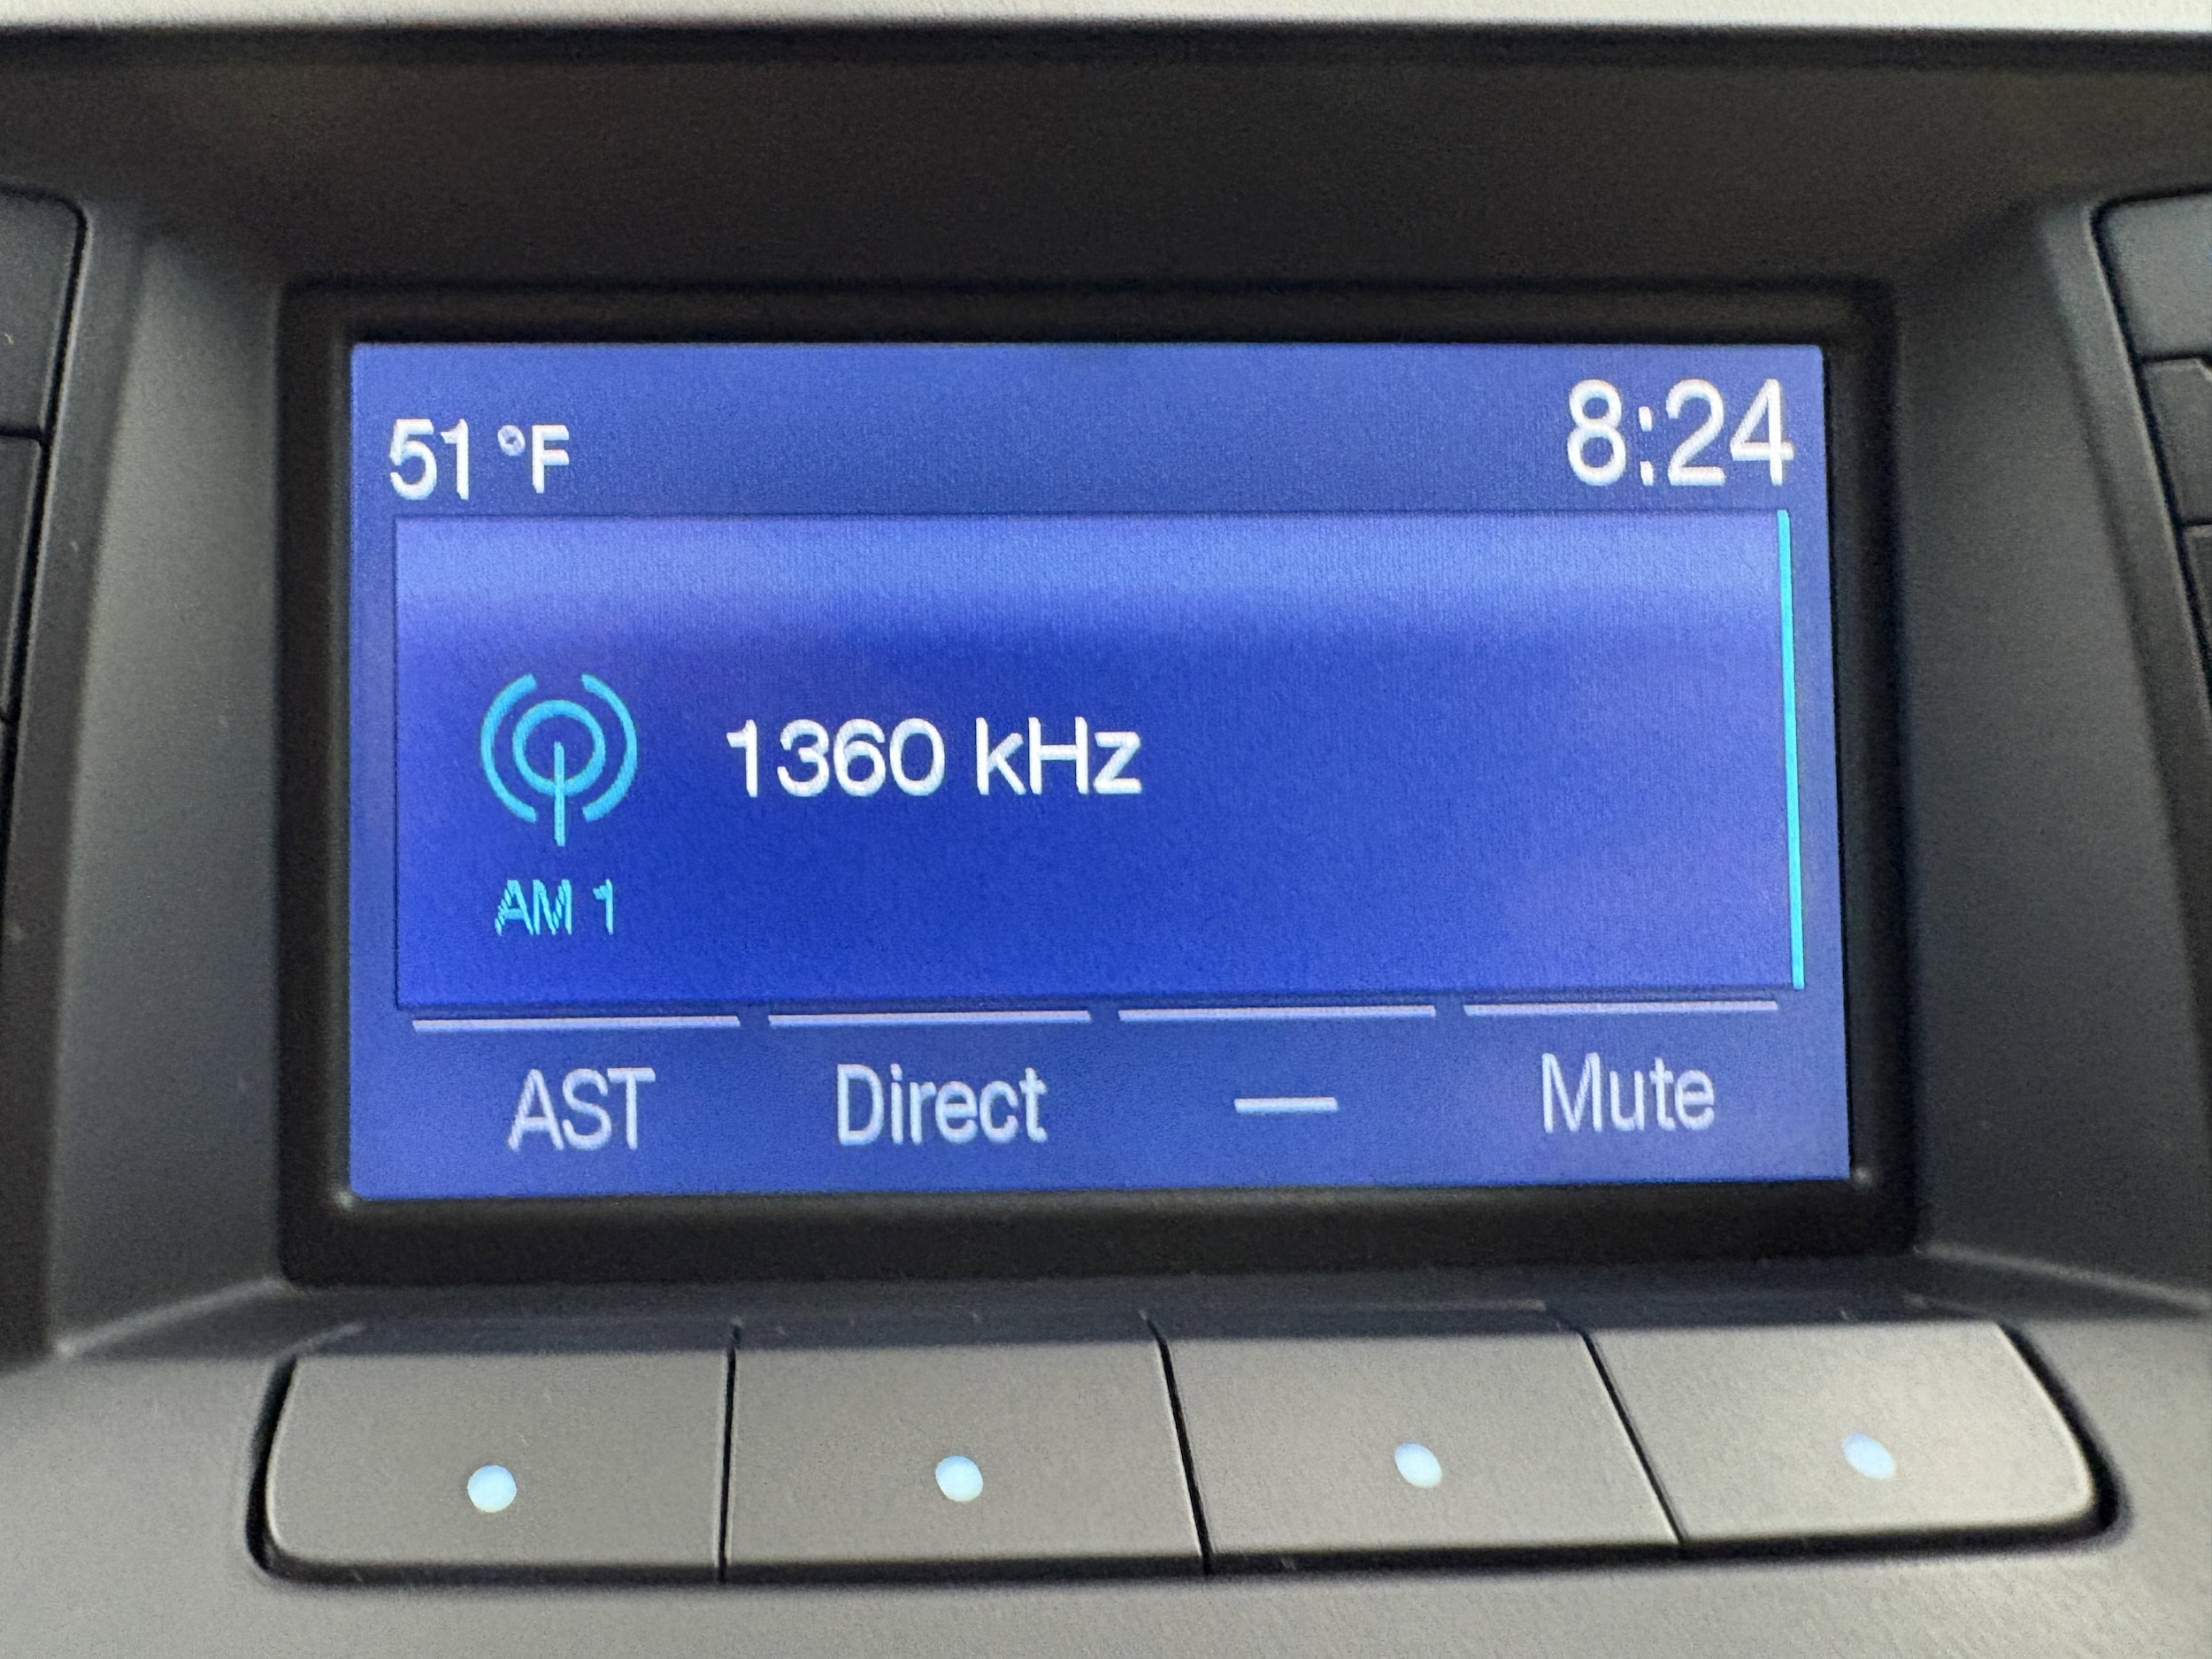 51 °F 8:24
1360 kHz
AM 1
AST Direct — Mute